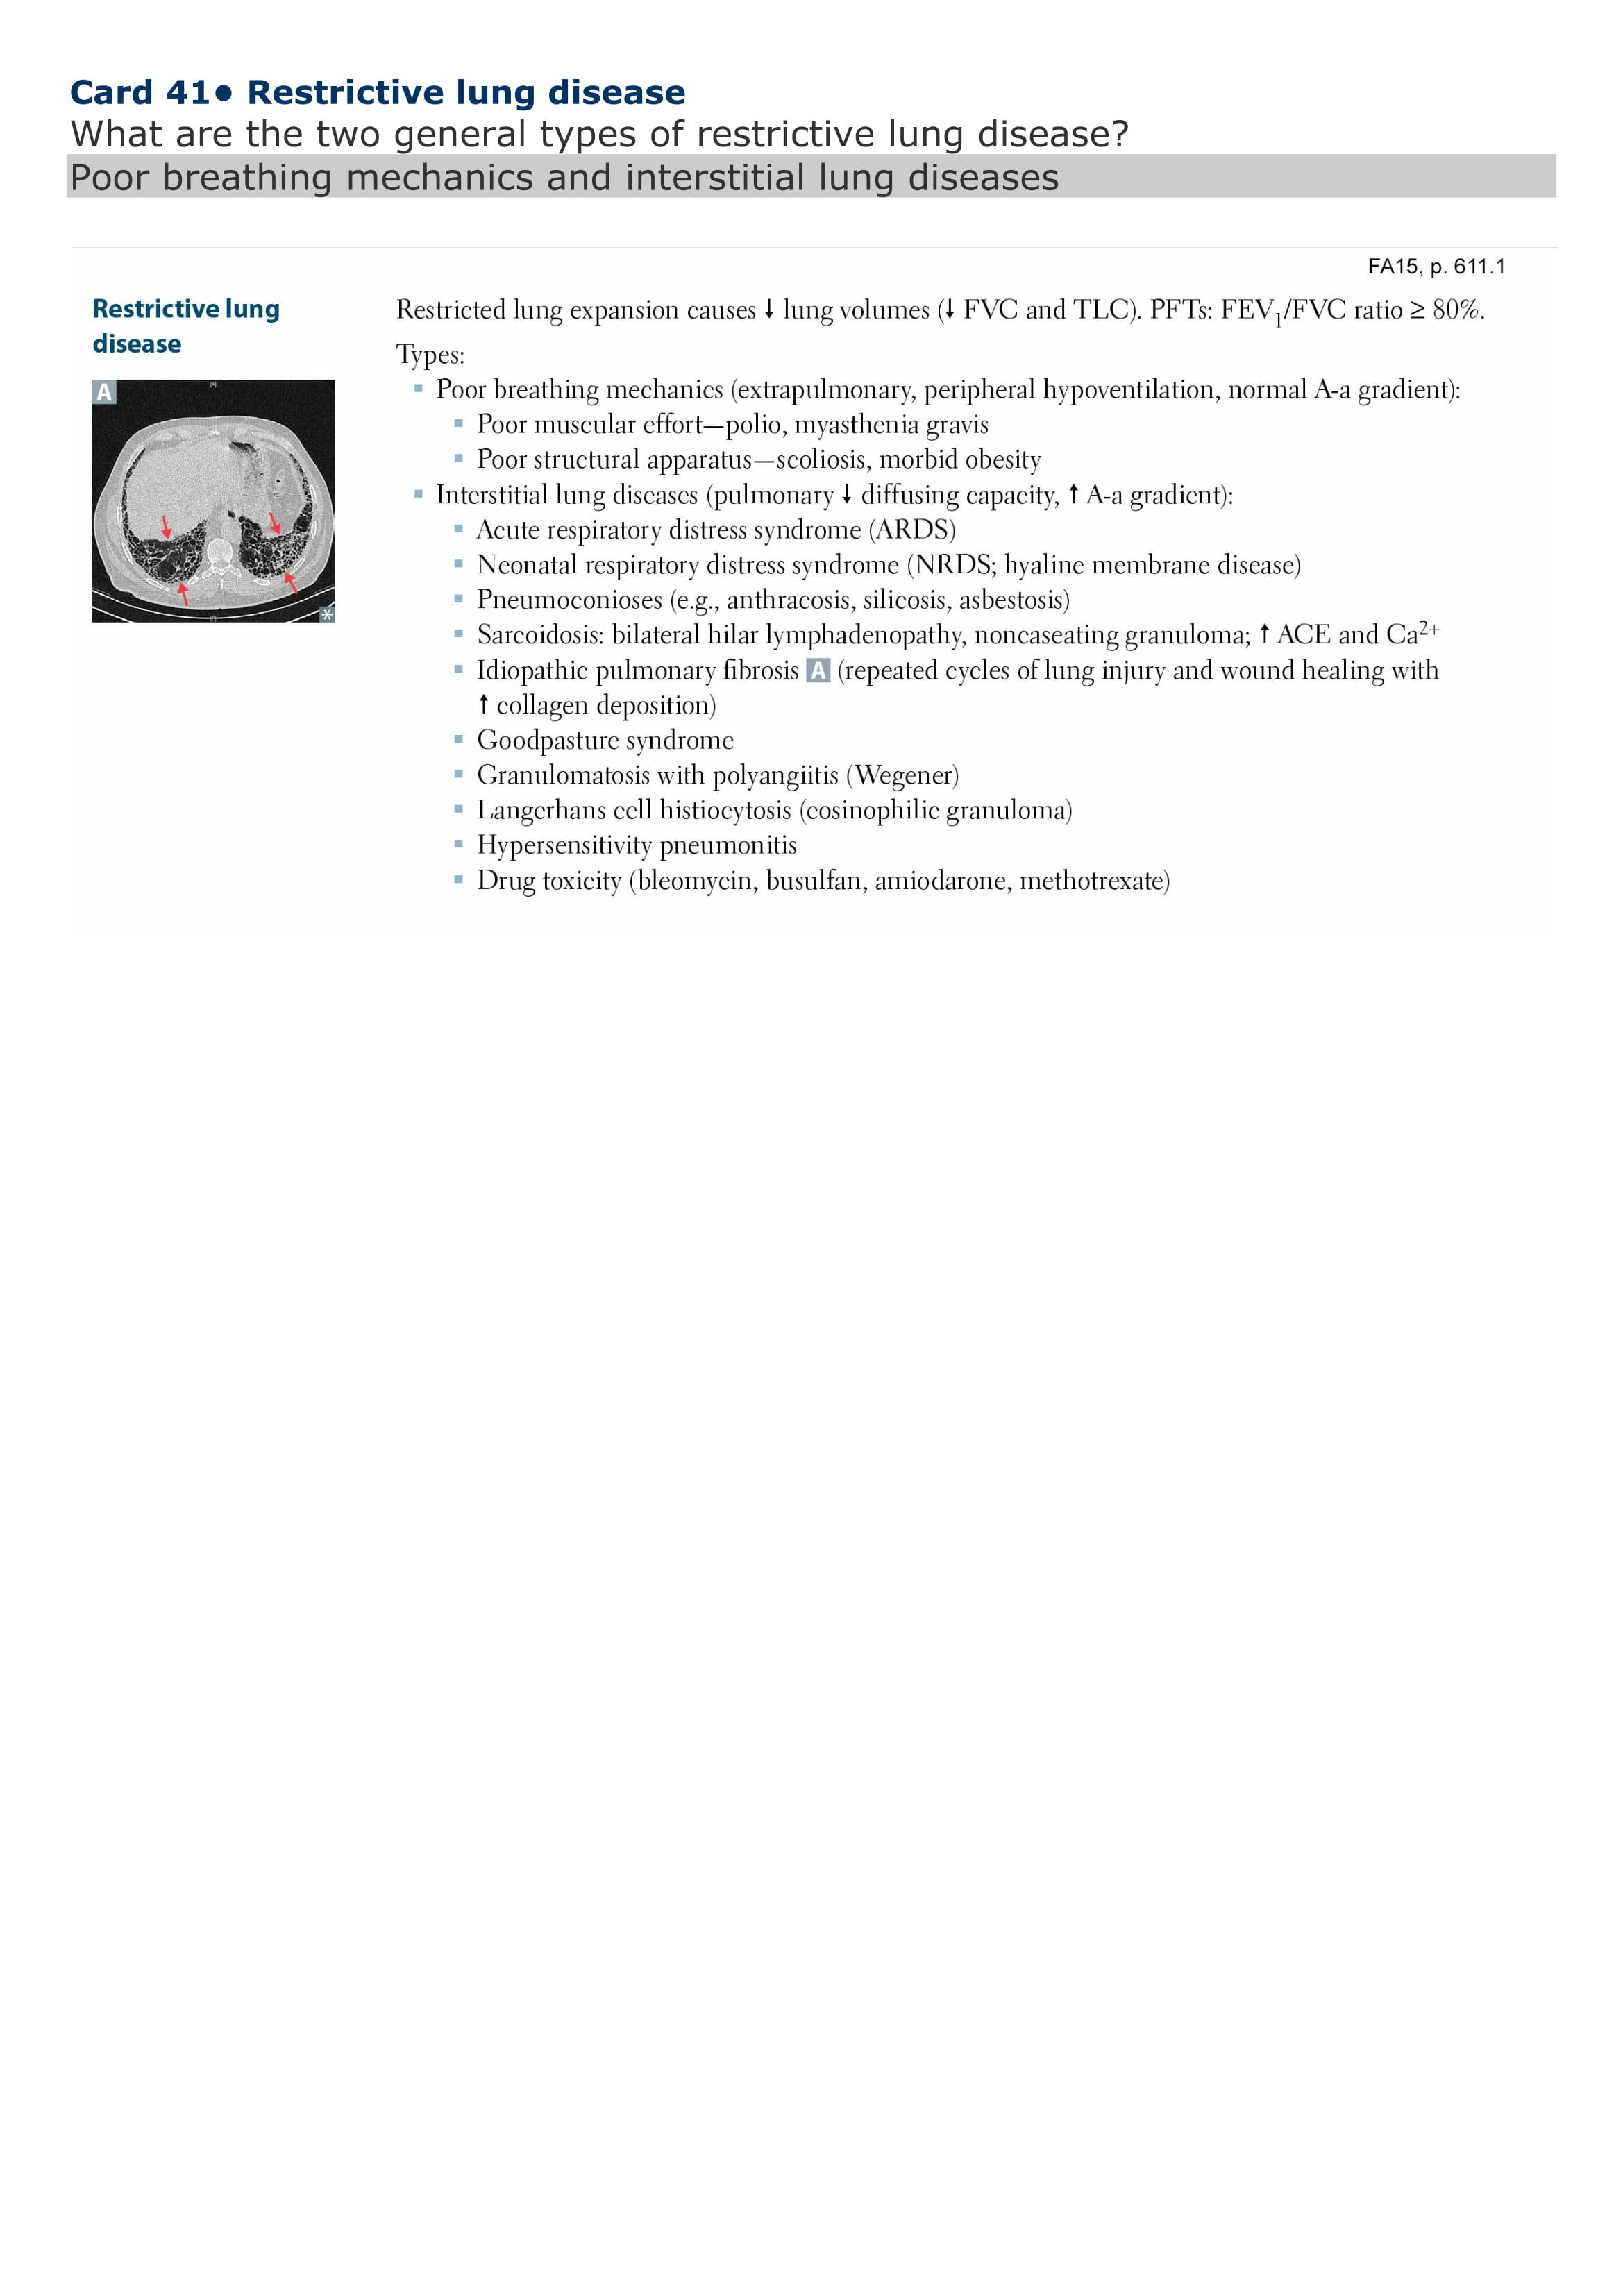 Card 41• Restrictive lung disease
What are the two general types of restrictive lung disease?
Poor breathing mechanics and interstitial lung diseases
FA15, p. 611.1
Restrictive lung
disease
A
Restricted lung expansion causes ↓ lung volumes (↓ FVC and TLC). PFTs: FEV₁/FVC ratio ≥ 80%.
Types:
▪ Poor breathing mechanics (extrapulmonary, peripheral hypoventilation, normal A-a gradient):
▪ Poor muscular effort—polio, myasthenia gravis
▪ Poor structural apparatus—scoliosis, morbid obesity
▪ Interstitial lung diseases (pulmonary ↓ diffusing capacity, ↑ A-a gradient):
▪ Acute respiratory distress syndrome (ARDS)
▪ Neonatal respiratory distress syndrome (NRDS; hyaline membrane disease)
▪ Pneumoconioses (e.g., anthracosis, silicosis, asbestosis)
▪ Sarcoidosis: bilateral hilar lymphadenopathy, noncaseating granuloma; ↑ ACE and Ca²⁺
▪ Idiopathic pulmonary fibrosis A (repeated cycles of lung injury and wound healing with
↑ collagen deposition)
▪ Goodpasture syndrome
▪ Granulomatosis with polyangiitis (Wegener)
▪ Langerhans cell histiocytosis (eosinophilic granuloma)
▪ Hypersensitivity pneumonitis
▪ Drug toxicity (bleomycin, busulfan, amiodarone, methotrexate)